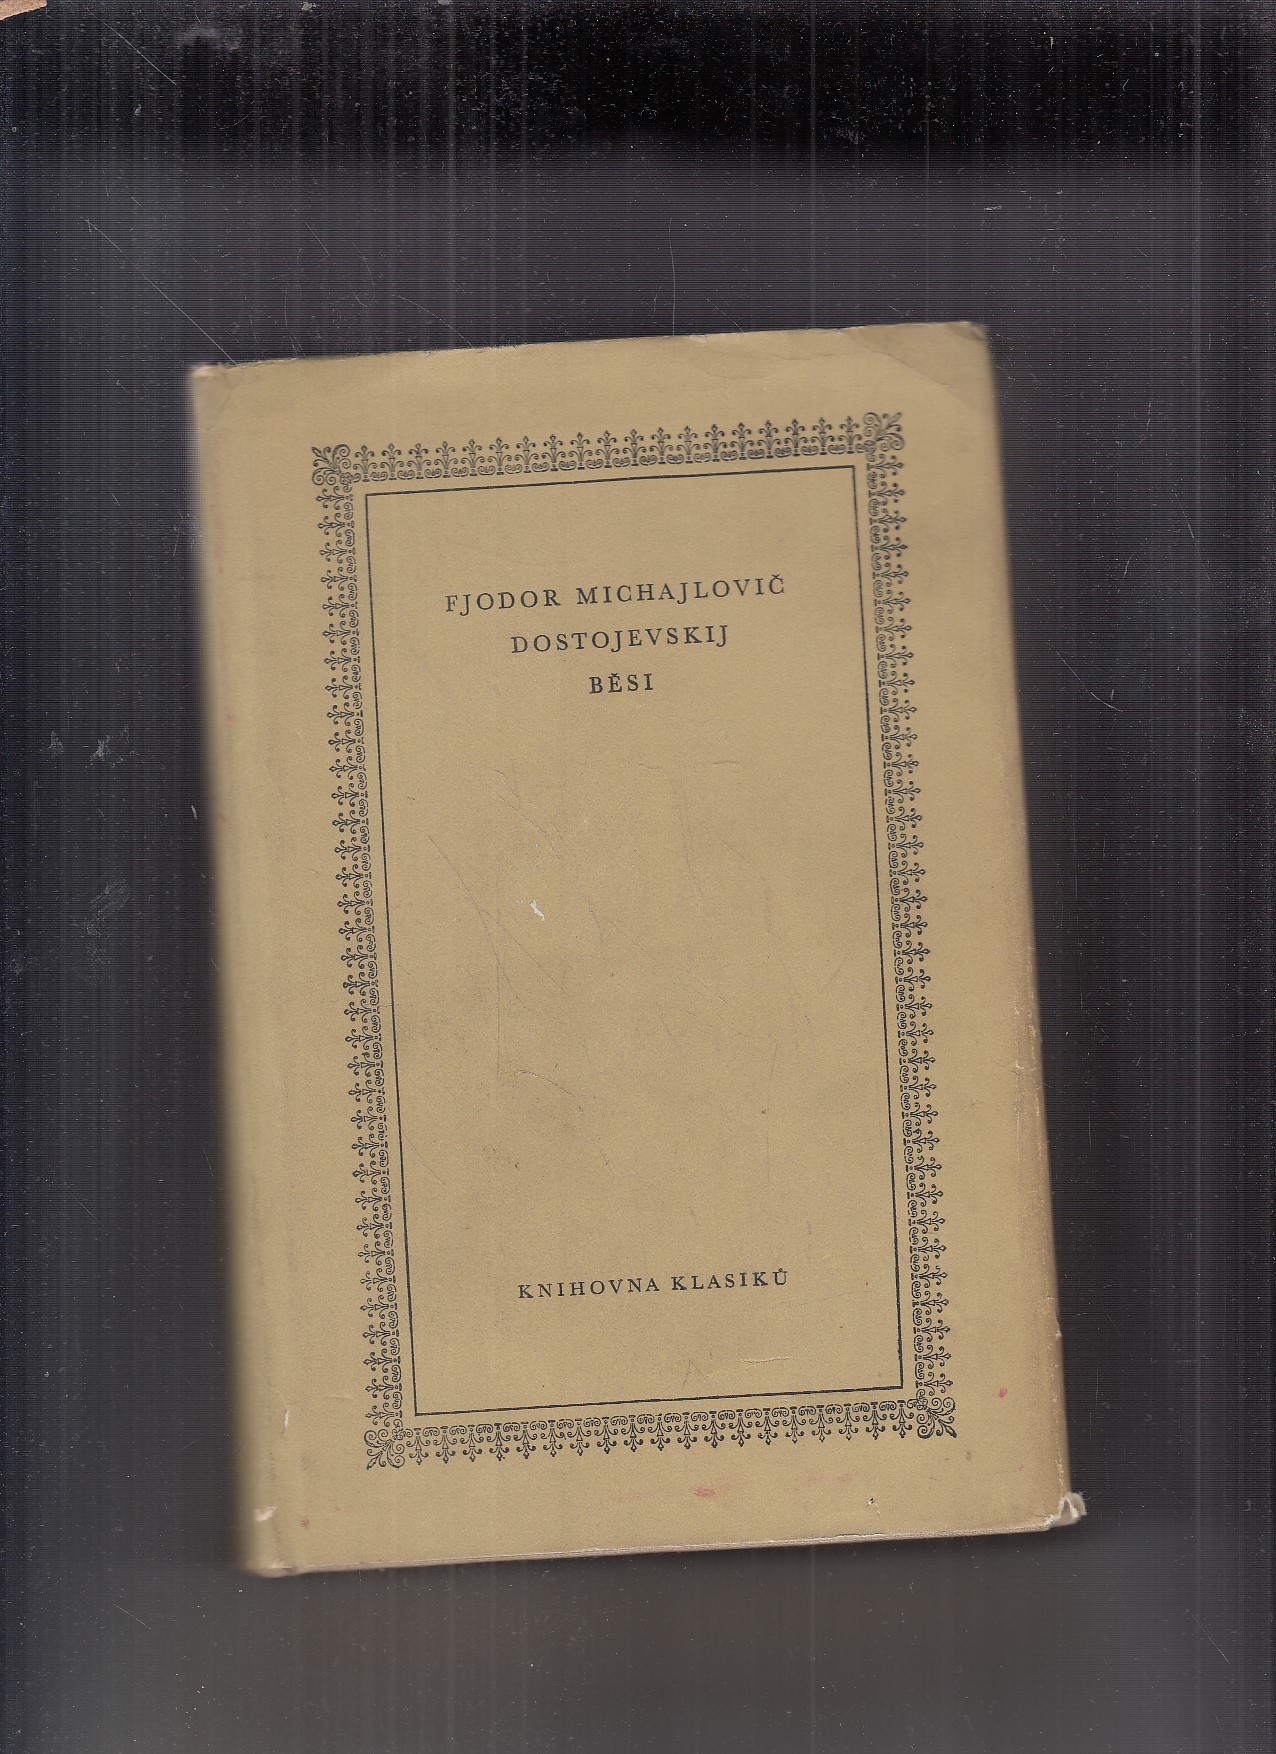 FJODOR MICHAJLOVIČ
DOSTOJEVSKIJ
BĚSI
KNIHOVNA KLASIKŮ